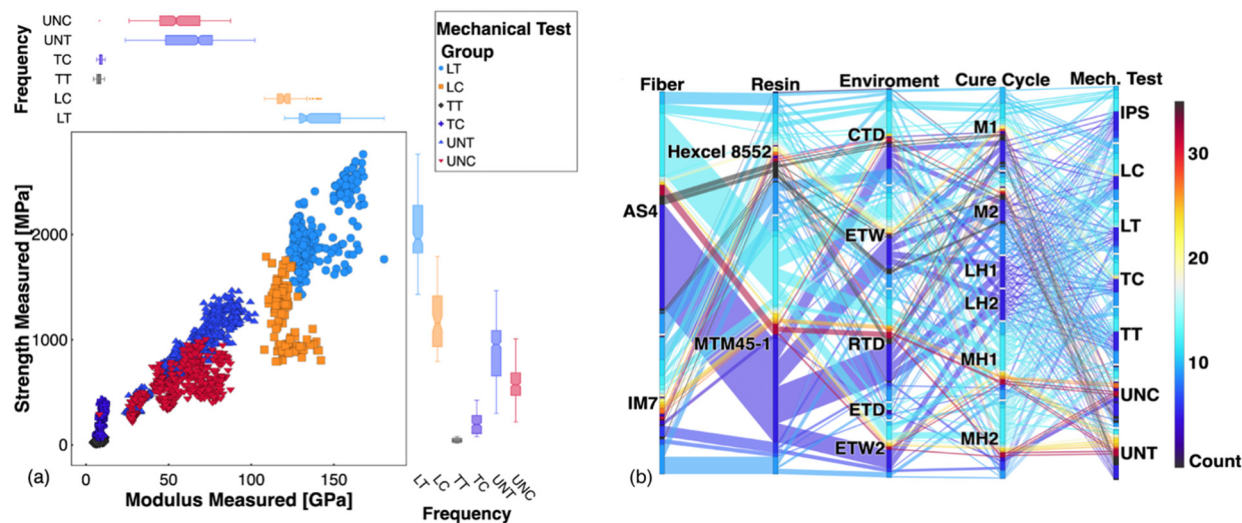 UNC
UNT
TC
TT
LC
LT
Frequency
Mechanical Test
Group
LT
LC
TT
TC
UNT
UNC
Strength Measured [MPa]
2000
1000
0
0
50
100
150
Modulus Measured [GPa]
(a)
LT
LC
TT
TC
UNT
UNC
Frequency
Fiber
Resin
Enviroment
Cure Cycle
Mech. Test
AS4
IM7
Hexcel 8552
MTM45-1
CTD
ETW
RTD
ETD
ETW2
M1
M2
LH1
LH2
MH1
MH2
IPS
LC
LT
TC
TT
UNC
UNT
30
20
10
Count
(b)